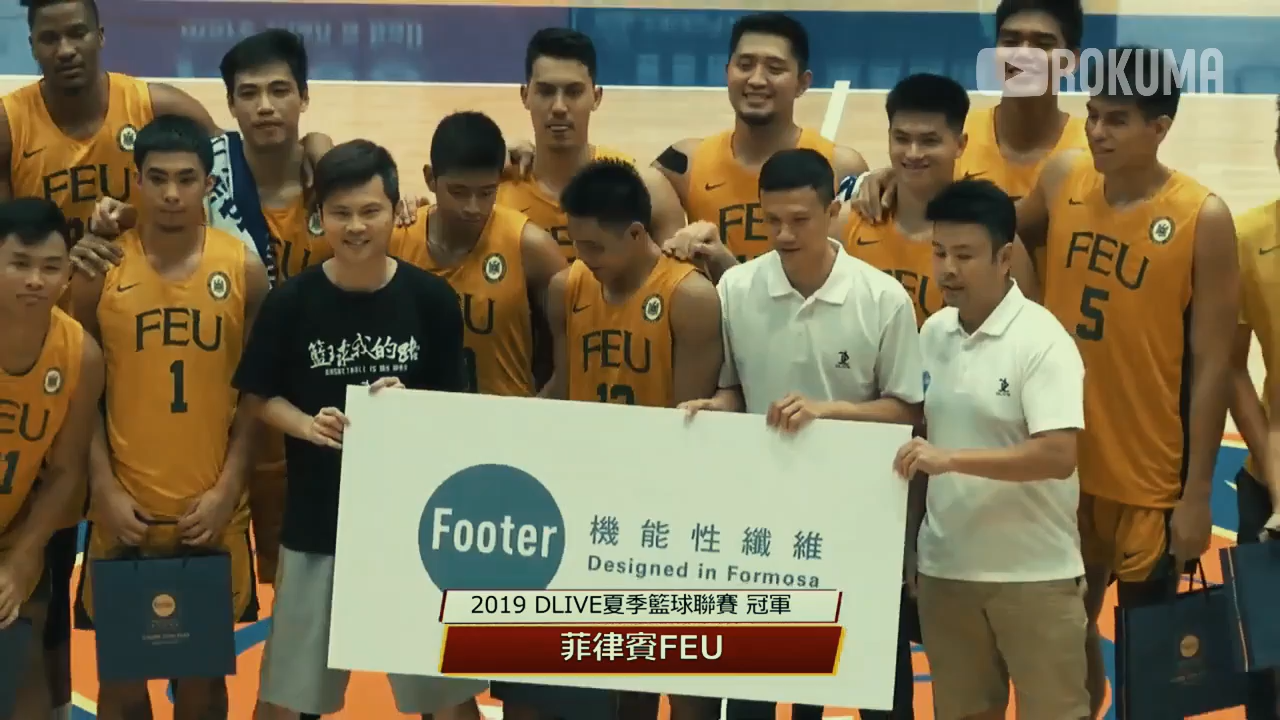 ROKUMA
FEU
FEU
1
籃球我的路
BASKETBALL IS MY WAY
FEU
12
FEU
FEU
5
Footer
機能性纖維
Designed in Formosa
2019 DLIVE夏季籃球聯賽 冠軍
菲律賓FEU